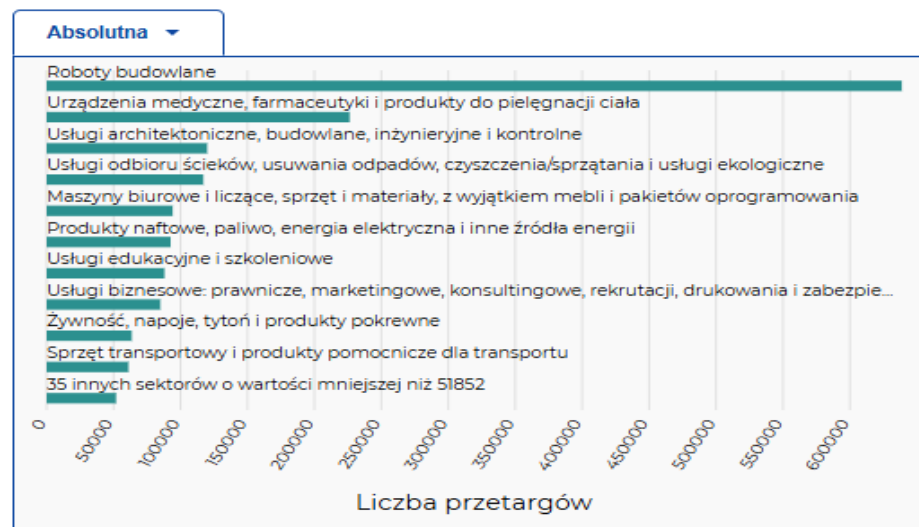 Absolutna
Roboty budowlane
Urządzenia medyczne, farmaceutyki i produkty do pielęgnacji ciała
Usługi architektoniczne, budowlane, inżynieryjne i kontrolne
Usługi odbioru ścieków, usuwania odpadów, czyszczenia/sprzątania i usługi ekologiczne
Maszyny biurowe i liczące, sprzęt i materiały, z wyjątkiem mebli i pakietów oprogramowania
Produkty naftowe, paliwo, energia elektryczna i inne źródła energii
Usługi edukacyjne i szkoleniowe
Usługi biznesowe: prawnicze, marketingowe, konsultingowe, rekrutacji, drukowania i zabezpie...
Żywność, napoje, tytoń i produkty pokrewne
Sprzęt transportowy i produkty pomocnicze dla transportu
35 innych sektorów o wartości mniejszej niż 51852
0 50000 100000 150000 200000 250000 300000 350000 400000 450000 500000 550000 600000
Liczba przetargów